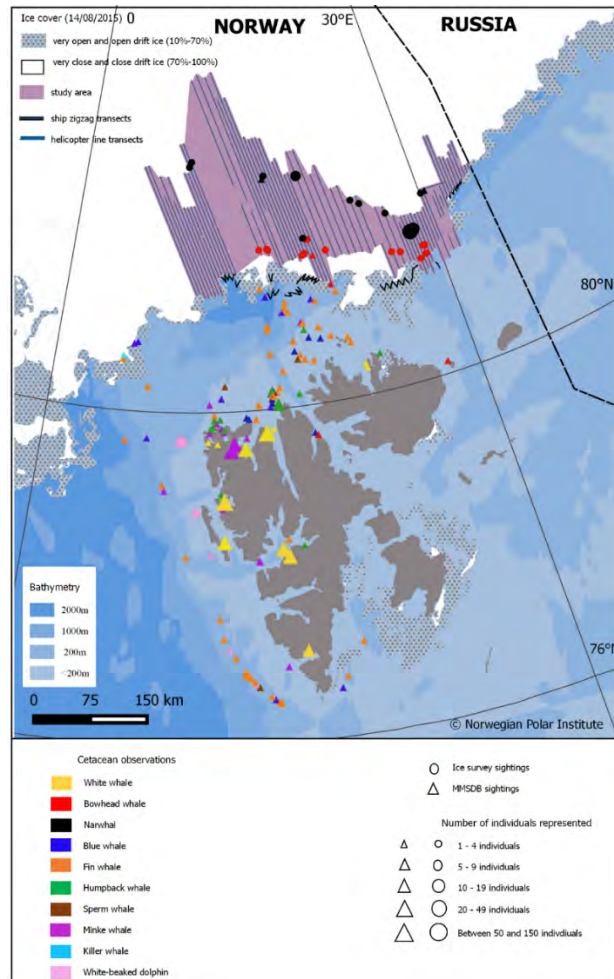 Ice cover (14/08/2015)
0
NORWAY
30°E
RUSSIA
very open and open drift ice (10%-70%)
very close and close drift ice (70%-100%)
study area
ship zigzag transects
helicopter line transects
80°N
Bathymetry
2000m
1000m
200m
<200m
76°N
0 75 150 km
© Norwegian Polar Institute
Cetacean observations
White whale
Bowhead whale
Narwhal
Blue whale
Fin whale
Humpback whale
Sperm whale
Minke whale
Killer whale
White-beaked dolphin
Ice survey sightings
MMSDB sightings
Number of individuals represented
1 - 4 individuals
5 - 9 individuals
10 - 19 individuals
20 - 49 individuals
Between 50 and 150 indivdiuals